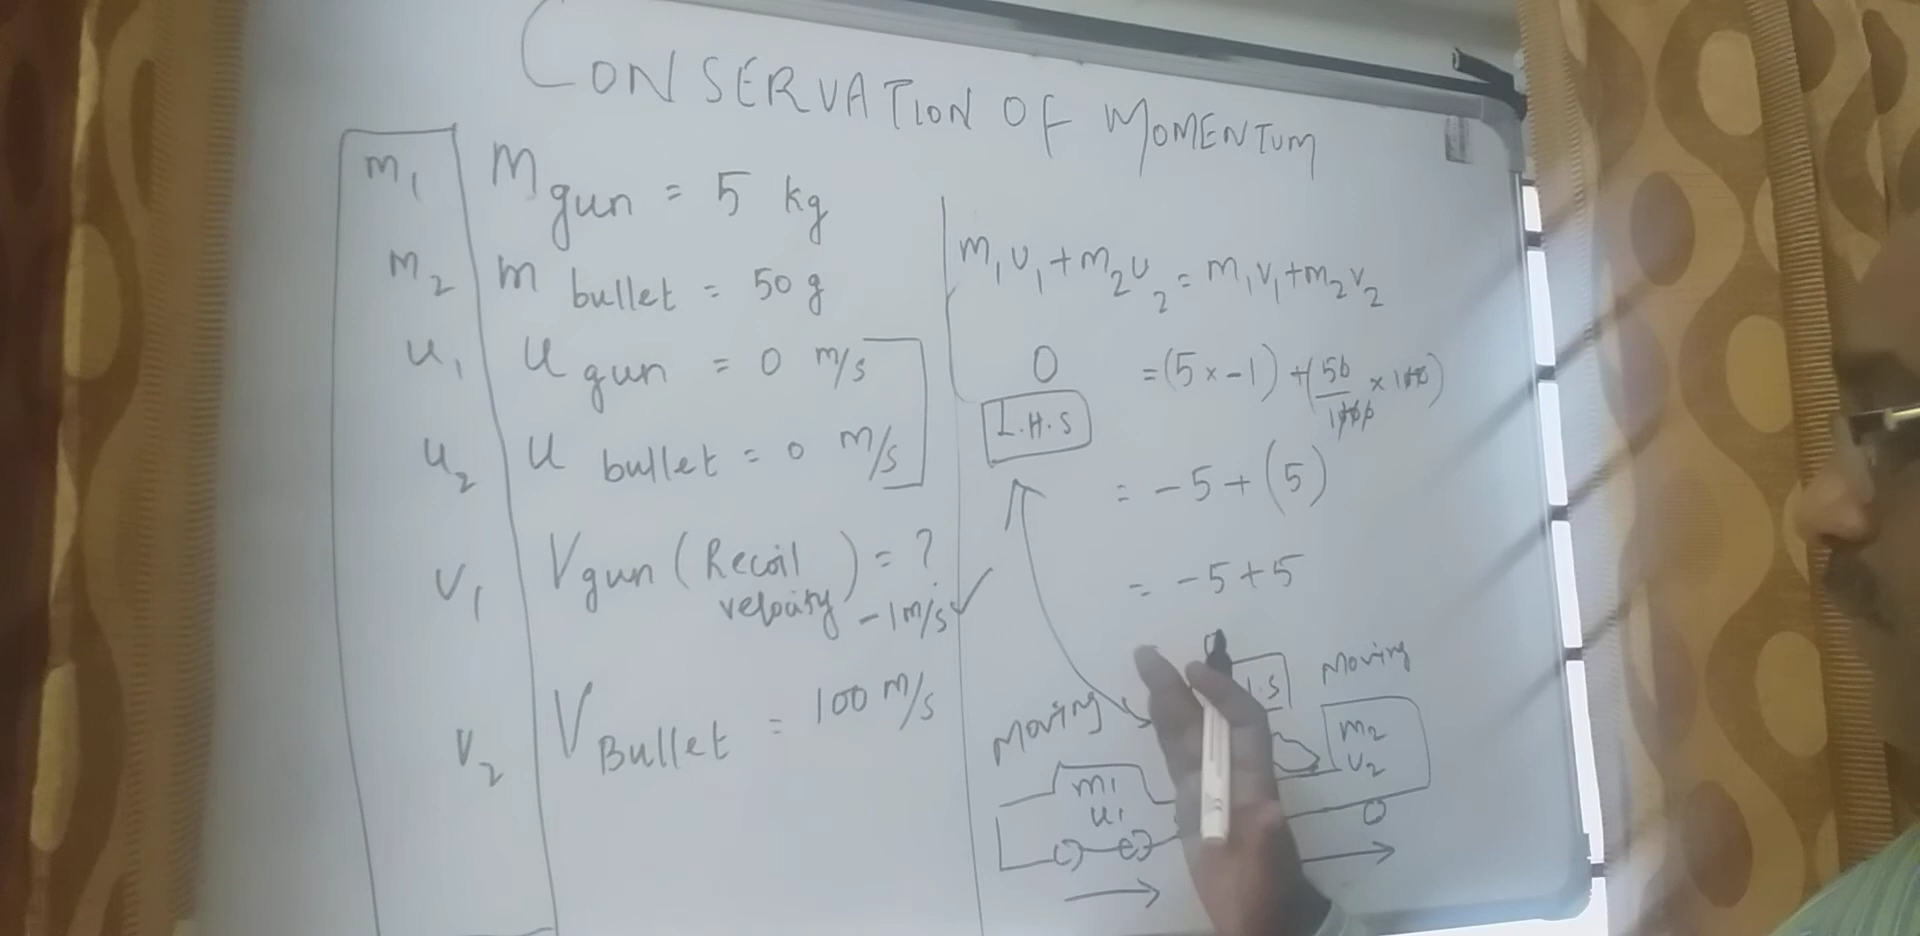 CONSERVATION OF MOMENTUM
m₁ M gun = 5 kg
m₂ m bullet = 50 g
u₁ u gun = 0 m/s
u₂ u bullet = 0 m/s
v₁ V gun (Recoil velocity) = ?
-1 m/s
v₂ V Bullet = 100 m/s
m₁u₁+m₂u₂ = m₁v₁+m₂v₂
0 = (5×-1) + (50/1000 × 100)
L.H.S
= -5+(5)
= -5+5
Moving
Moving
m₁
u₁
m₂
u₂